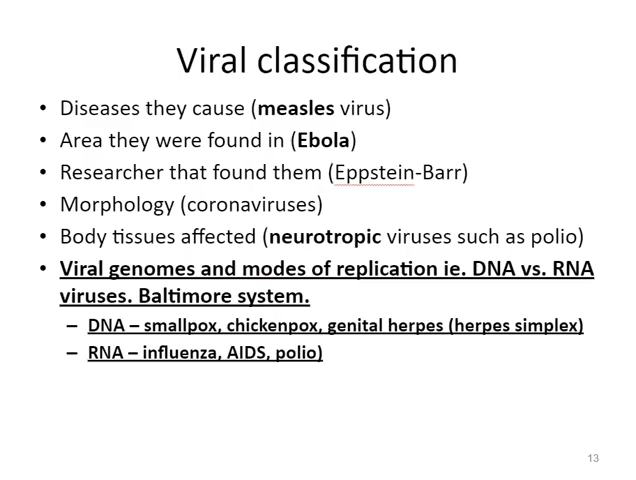 Viral classification
• Diseases they cause (measles virus)
• Area they were found in (Ebola)
• Researcher that found them (Eppstein-Barr)
• Morphology (coronaviruses)
• Body tissues affected (neurotropic viruses such as polio)
• Viral genomes and modes of replication ie. DNA vs. RNA
viruses. Baltimore system.
– DNA – smallpox, chickenpox, genital herpes (herpes simplex)
– RNA – influenza, AIDS, polio)
13